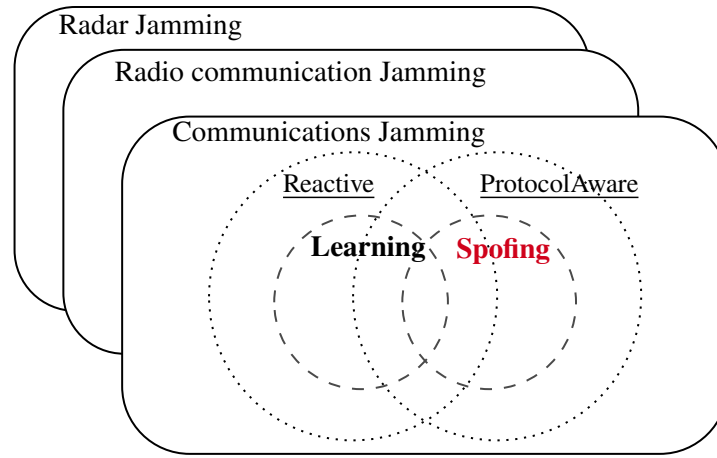 Radar Jamming
Radio communication Jamming
Communications Jamming
Reactive
ProtocolAware
Learning
Spofing